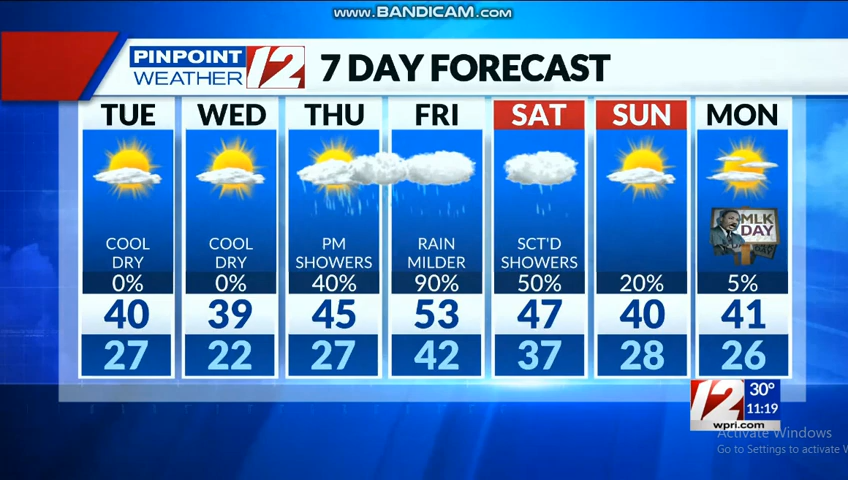 www.BANDICAM.com
PINPOINT
WEATHER 12
7 DAY FORECAST
TUE WED THU FRI SAT SUN MON
MLK
DAY
COOL COOL PM RAIN SCT'D
DRY DRY SHOWERS MILDER SHOWERS
0% 0% 40% 90% 50% 20% 5%
40 39 45 53 47 40 41
27 22 27 42 37 28 26
12 30°
11:19
wpri.com
Activate Windows
Go to Settings to activate W